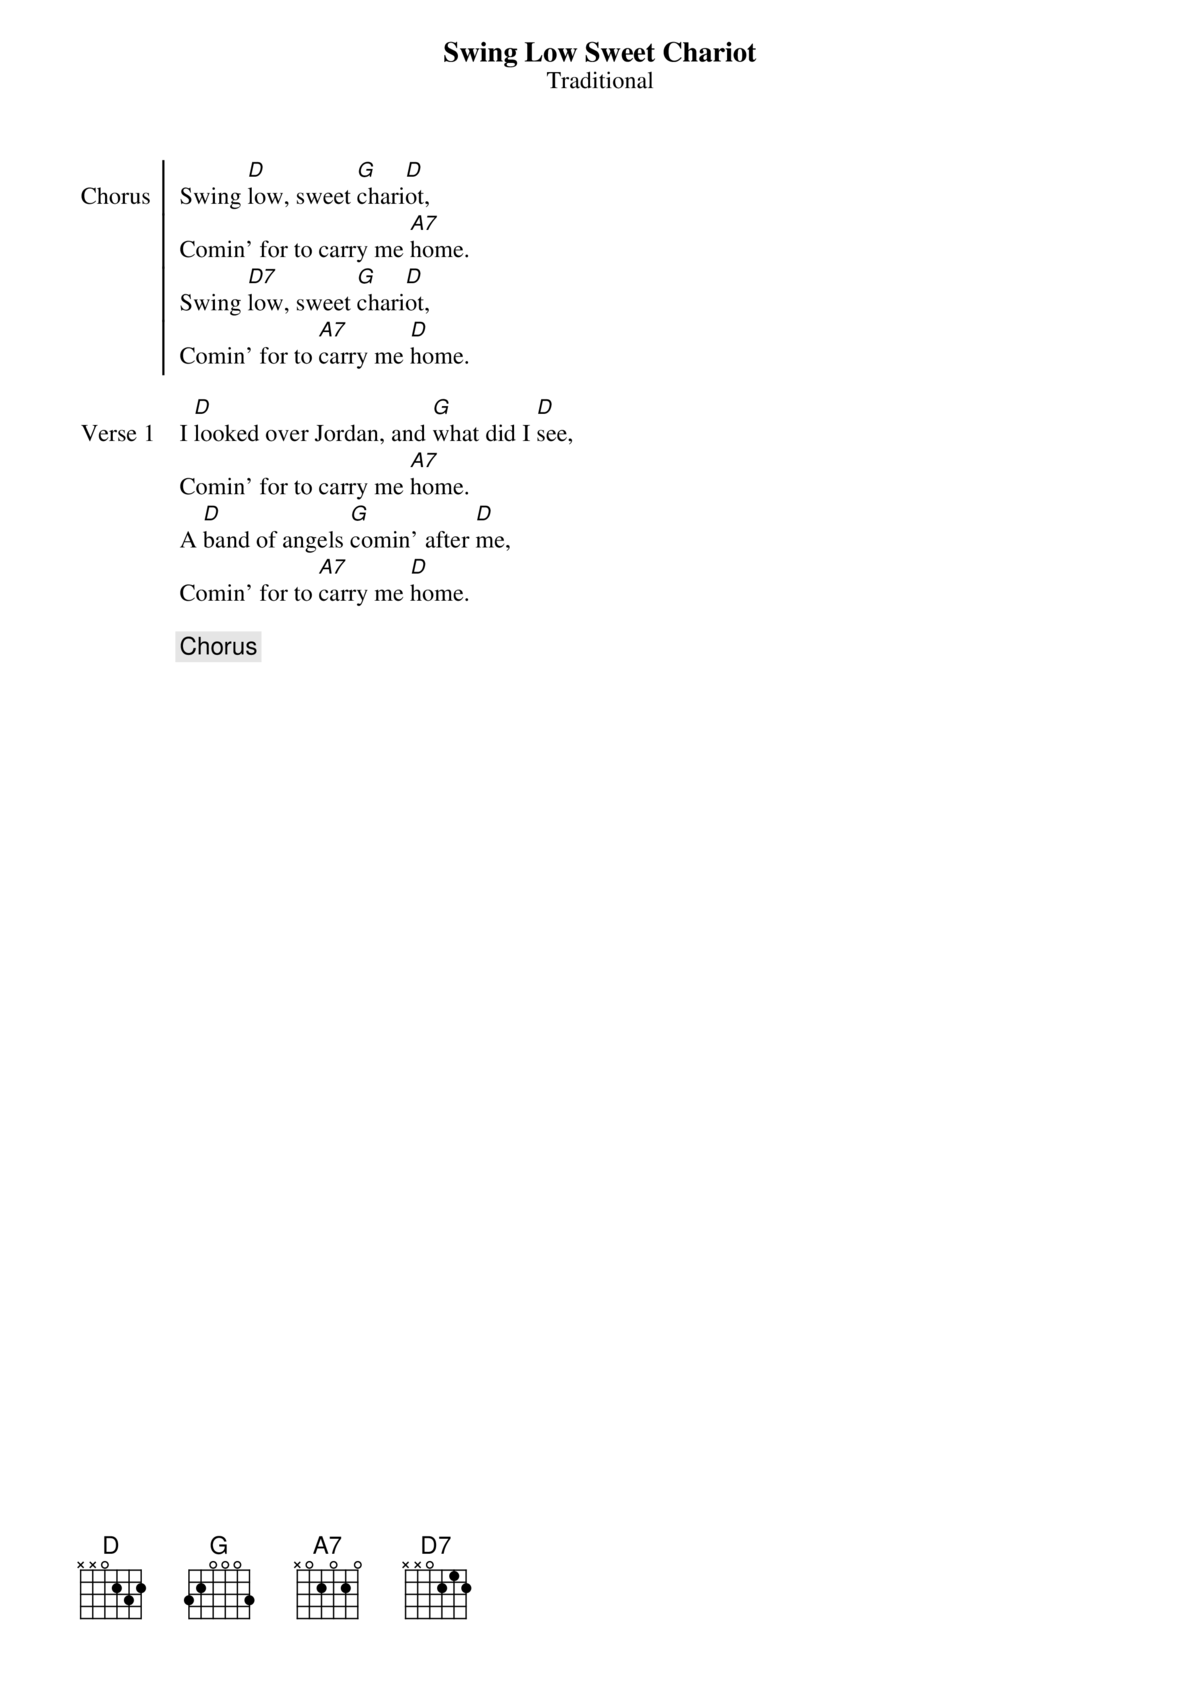 Swing Low Sweet Chariot
Traditional
D G D
Chorus Swing low, sweet chariot,
A7
Comin' for to carry me home.
D7 G D
Swing low, sweet chariot,
A7 D
Comin' for to carry me home.
D G D
Verse 1 I looked over Jordan, and what did I see,
A7
Comin' for to carry me home.
D G D
A band of angels comin' after me,
A7 D
Comin' for to carry me home.
Chorus
D G A7 D7